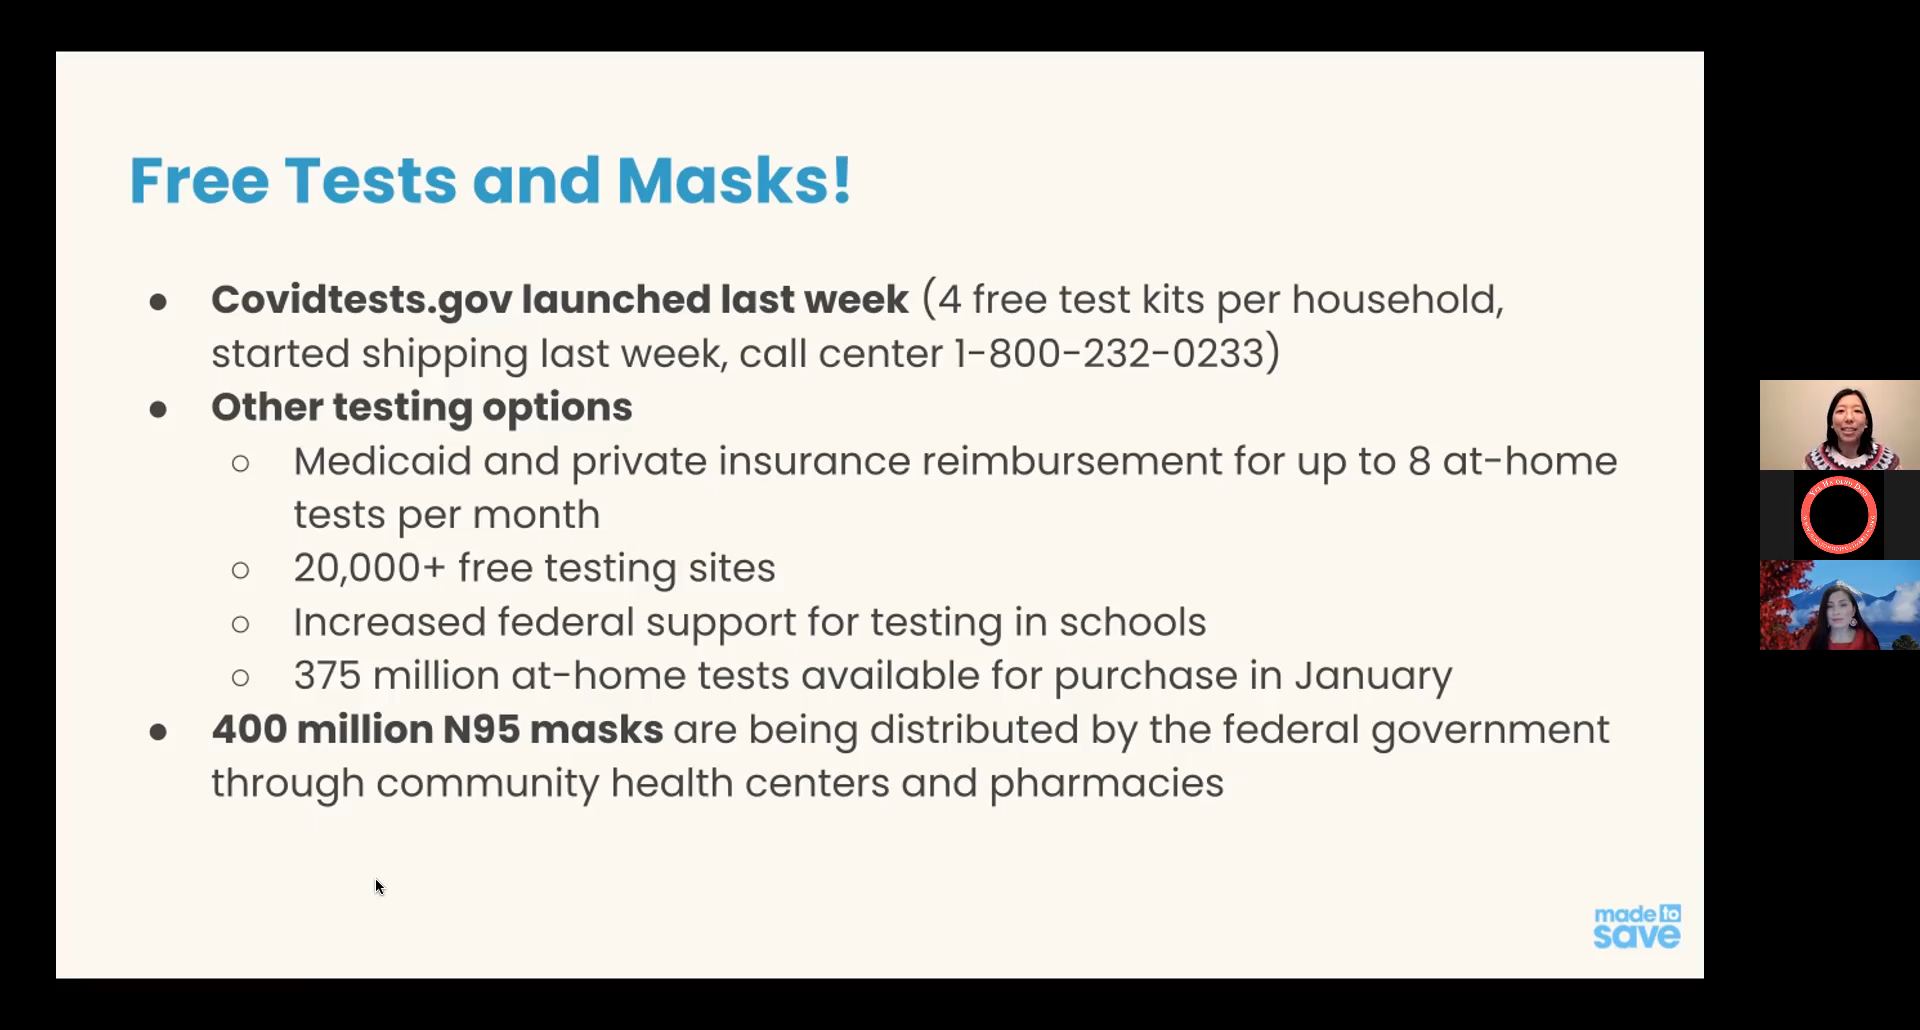 Free Tests and Masks!
● Covidtests.gov launched last week (4 free test kits per household,
started shipping last week, call center 1-800-232-0233)
● Other testing options
○ Medicaid and private insurance reimbursement for up to 8 at-home
tests per month
○ 20,000+ free testing sites
○ Increased federal support for testing in schools
○ 375 million at-home tests available for purchase in January
● 400 million N95 masks are being distributed by the federal government
through community health centers and pharmacies
made to
save